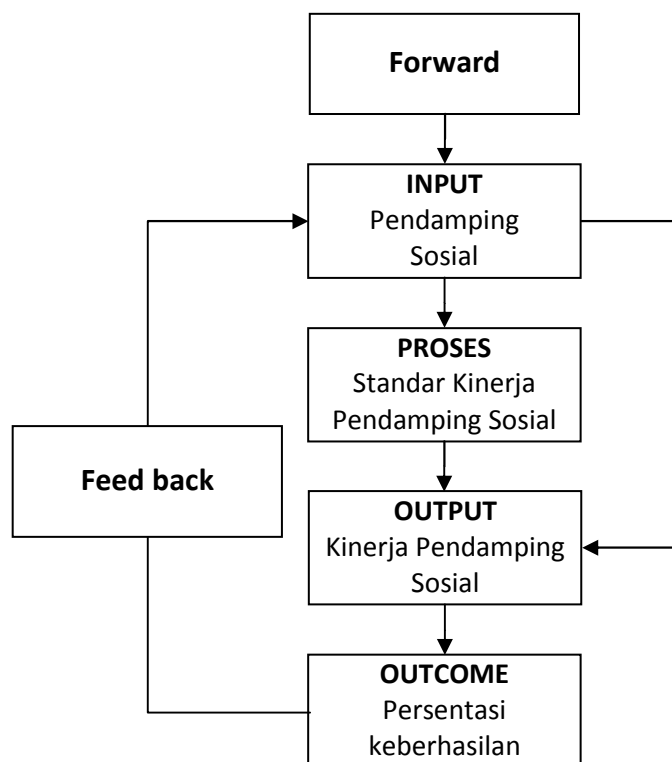 Forward
INPUT
Pendamping
Sosial
PROSES
Standar Kinerja
Pendamping Sosial
Feed back
OUTPUT
Kinerja Pendamping
Sosial
OUTCOME
Persentasi
keberhasilan